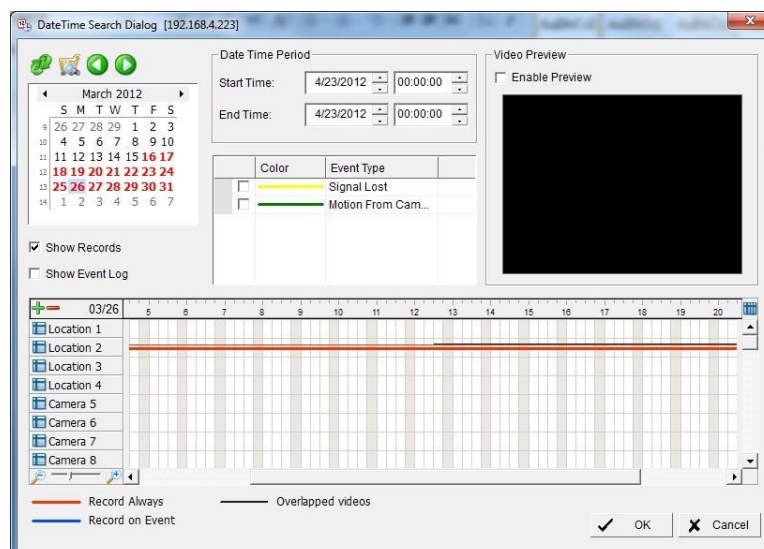 DateTime Search Dialog [192.168.4.223]
Date Time Period
Start Time: 4/23/2012 00:00:00
End Time: 4/23/2012 00:00:00
Video Preview
Enable Preview
March 2012
S M T W T F S
9 26 27 28 29 1 2 3
10 4 5 6 7 8 9 10
11 11 12 13 14 15 16 17
12 18 19 20 21 22 23 24
13 25 26 27 28 29 30 31
14 1 2 3 4 5 6 7
Color Event Type
Signal Lost
Motion From Cam...
Show Records
Show Event Log
03/26 5 6 7 8 9 10 11 12 13 14 15 16 17 18 19 20
Location 1
Location 2
Location 3
Location 4
Camera 5
Camera 6
Camera 7
Camera 8
Record Always
Overlapped videos
Record on Event
OK
Cancel